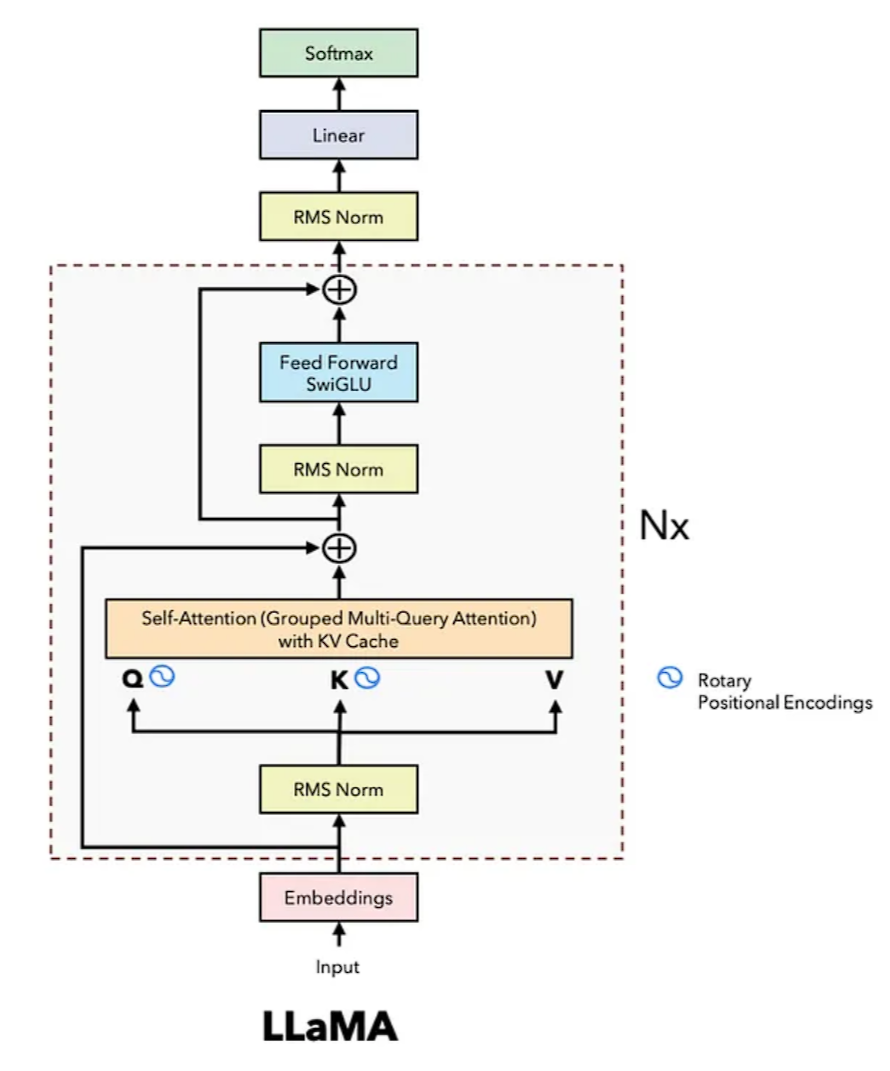 Softmax
Linear
RMS Norm
Feed Forward
SwiGLU
RMS Norm
Nx
Self-Attention (Grouped Multi-Query Attention)
with KV Cache
Q K V
Rotary
Positional Encodings
RMS Norm
Embeddings
Input
LLaMA